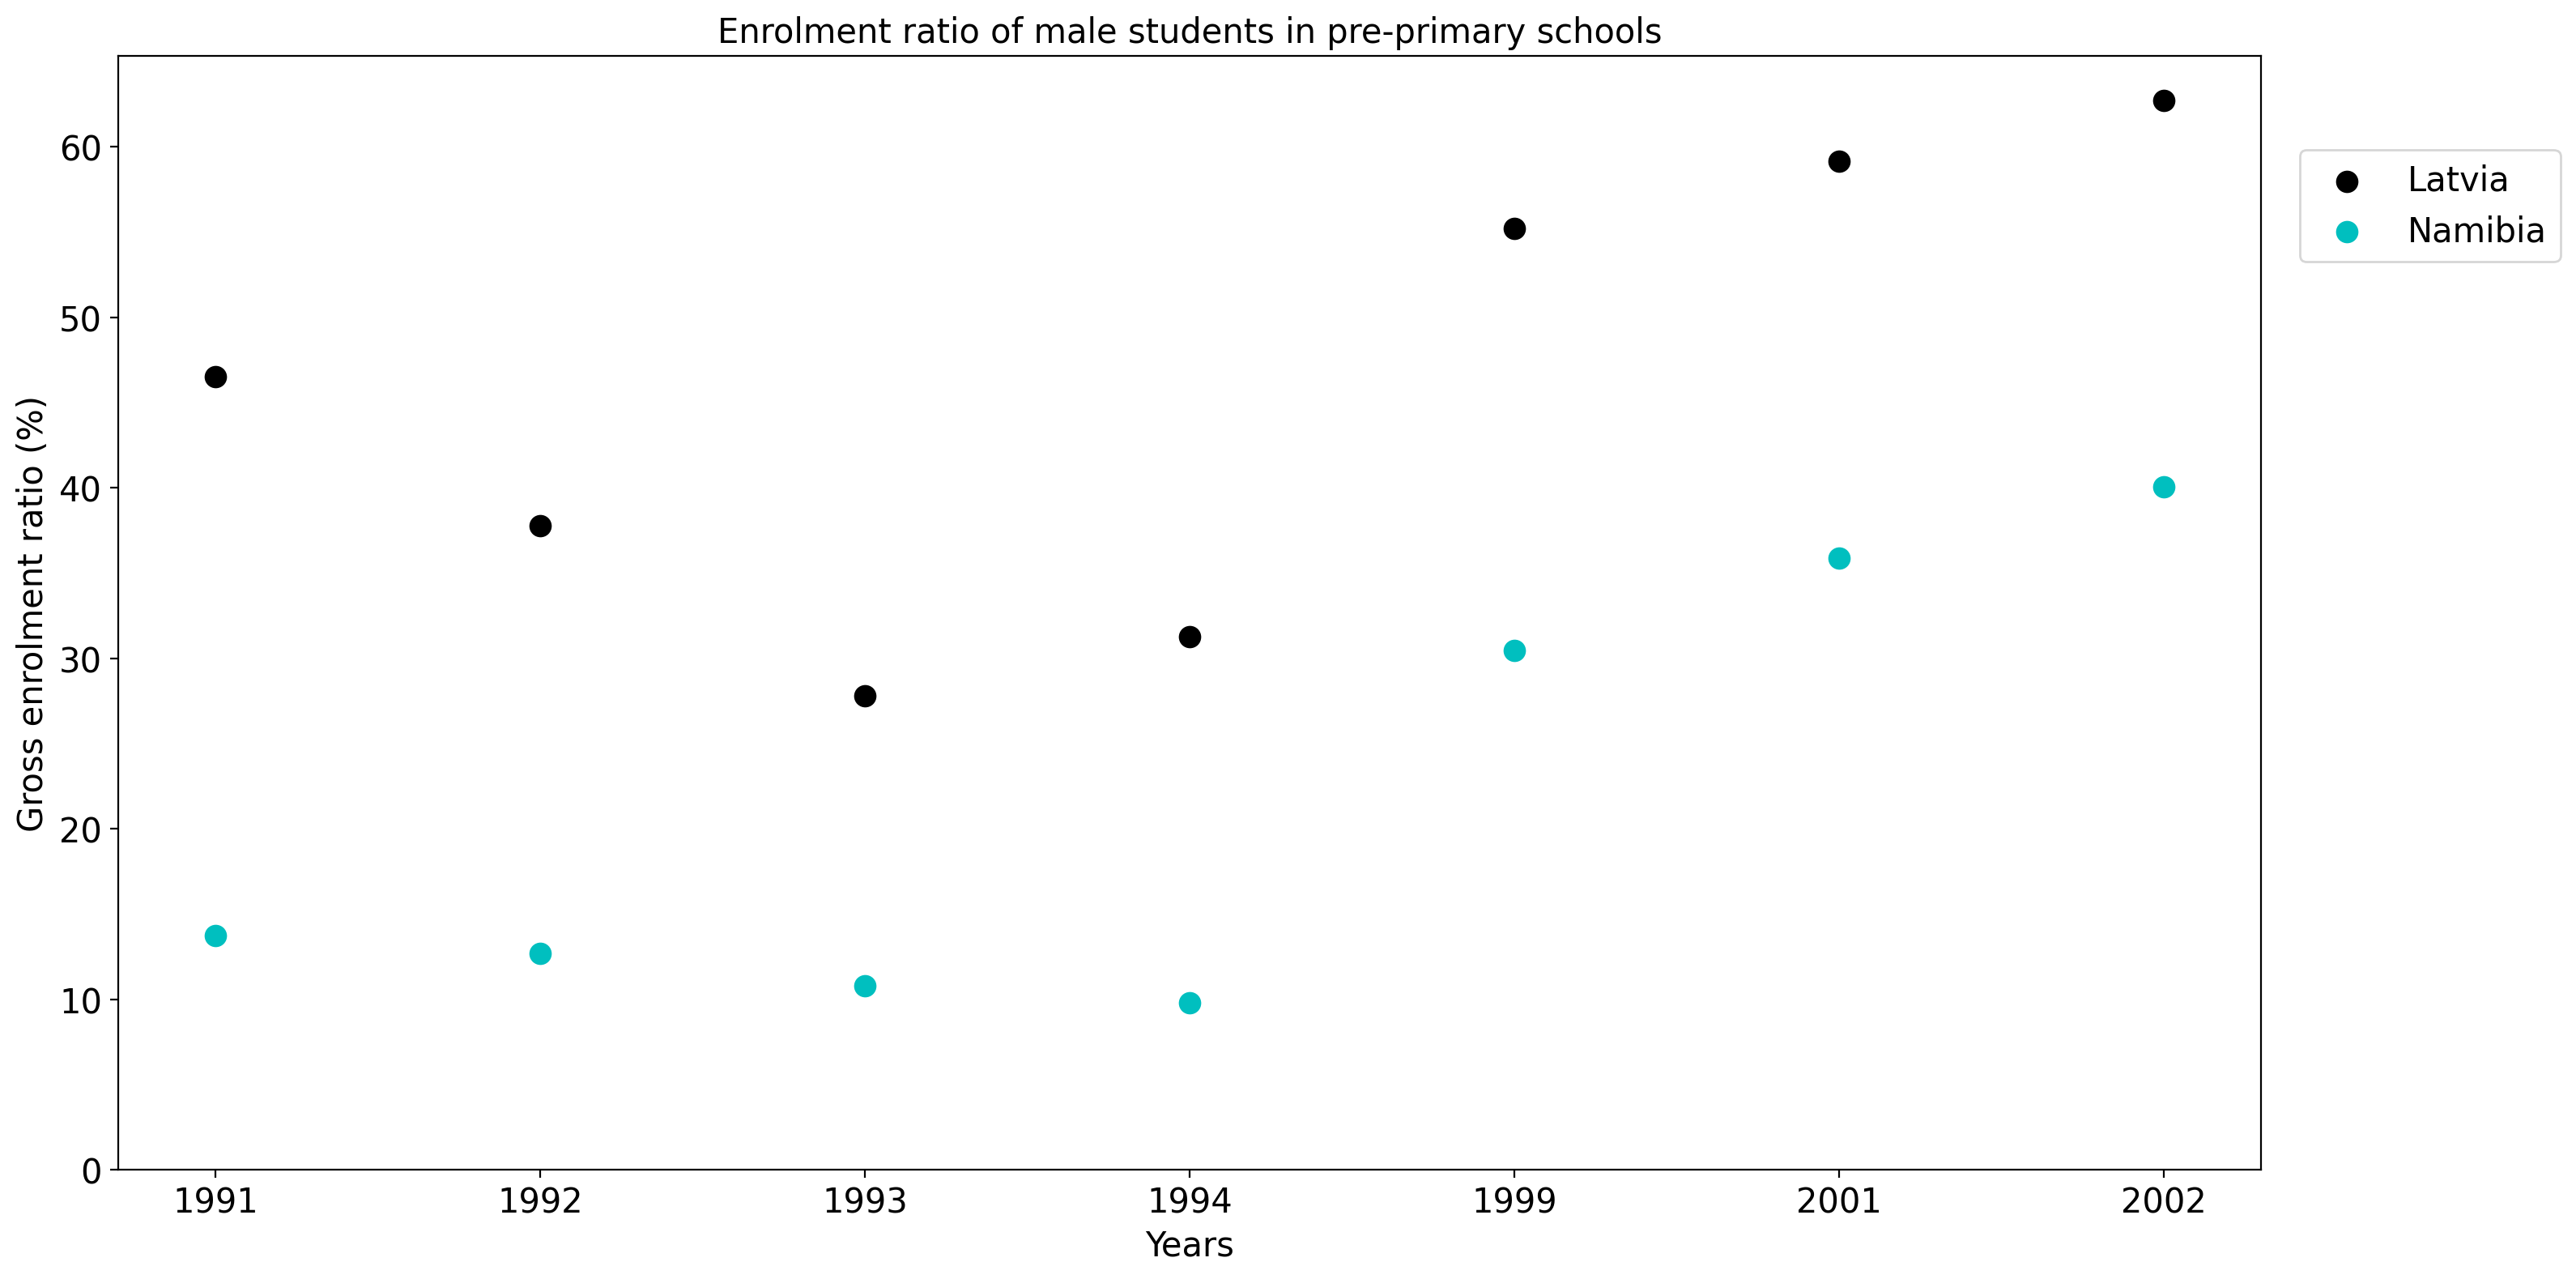 Enrolment ratio of male students in pre-primary schools
Gross enrolment ratio (%)
60
50
40
30
20
10
0
1991 1992 1993 1994 1999 2001 2002
Years
Latvia
Namibia